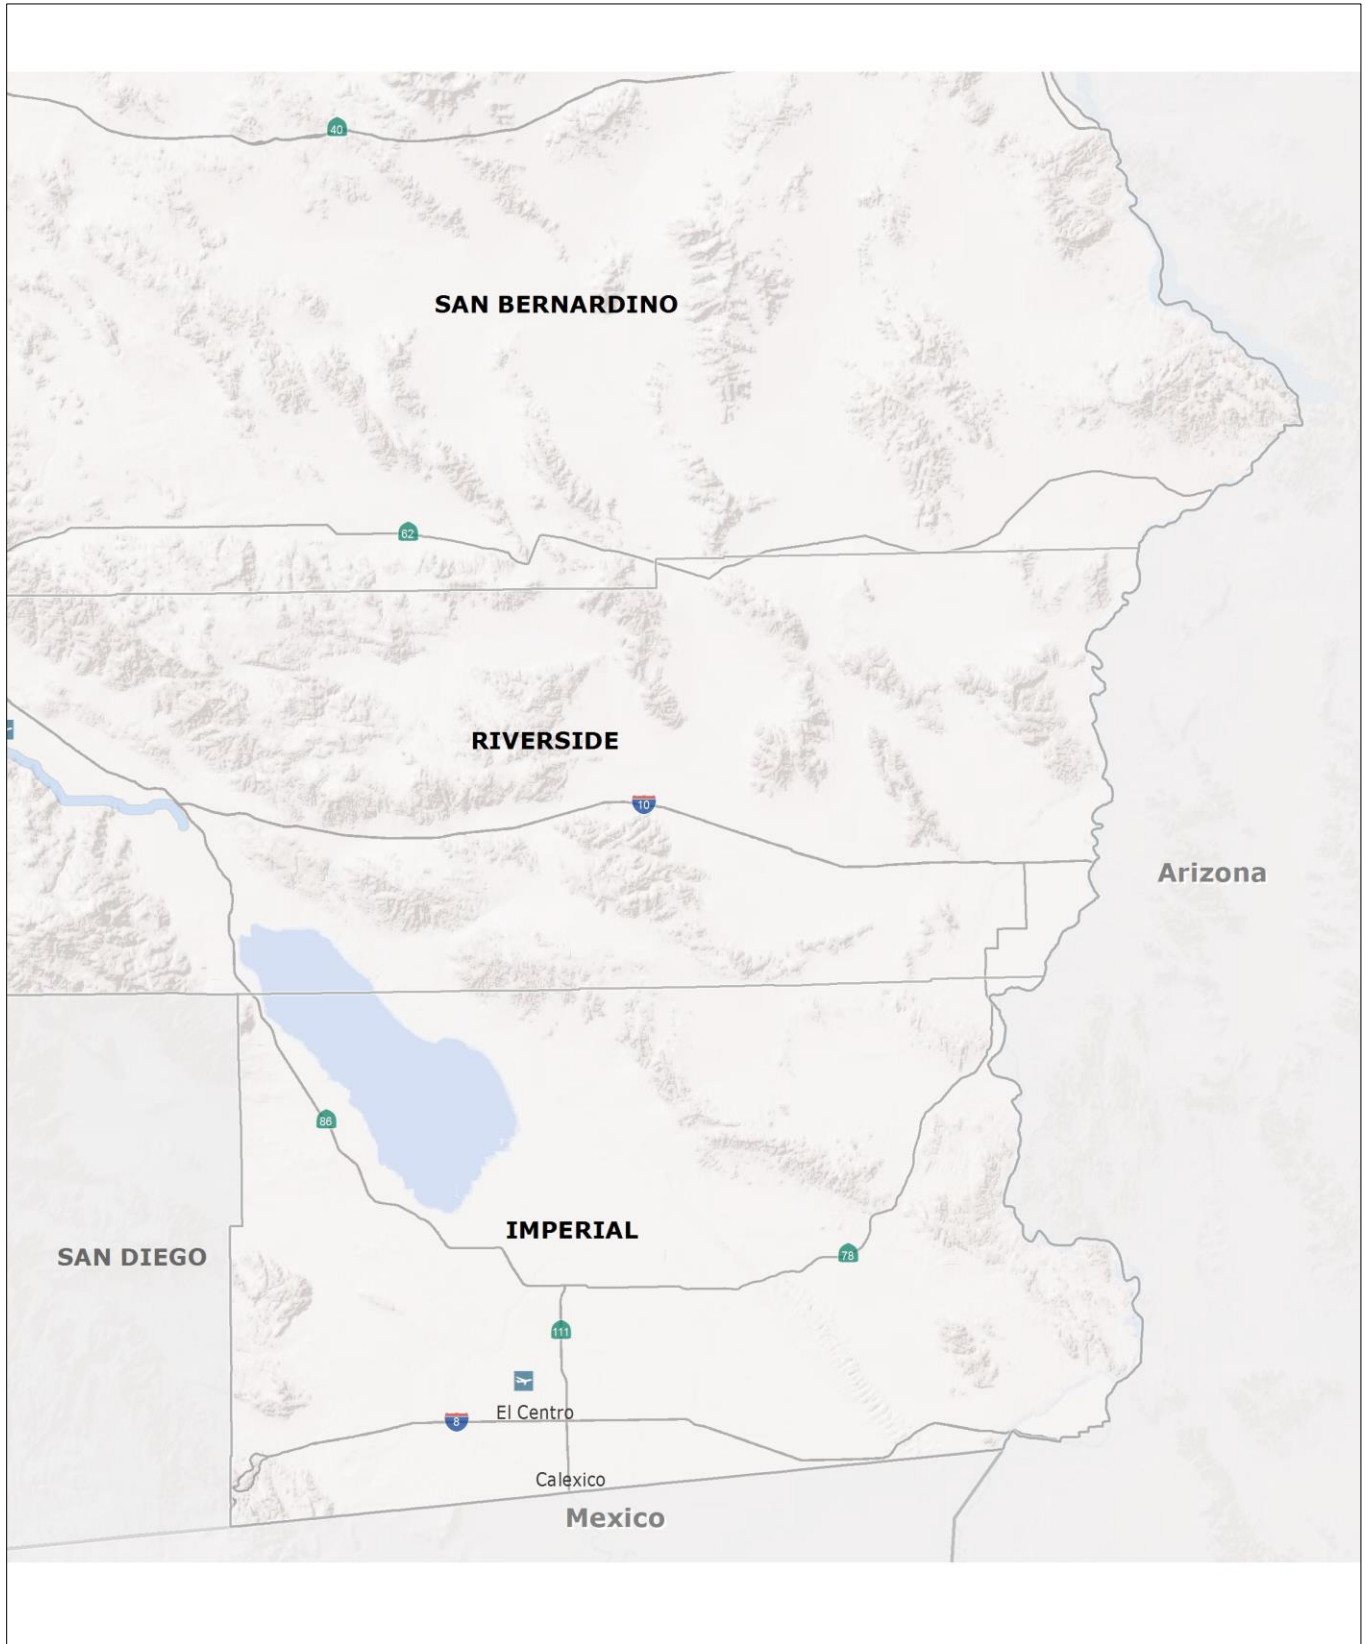 40
SAN BERNARDINO
62
RIVERSIDE
10
Arizona
86
IMPERIAL
SAN DIEGO
78
111
El Centro
8
Calexico
Mexico